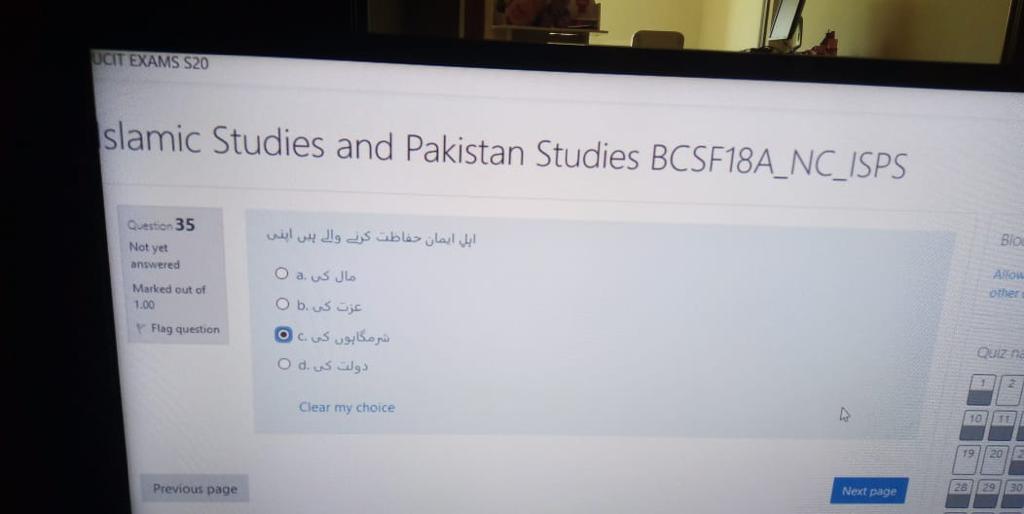 UCIT EXAMS S20
slamic Studies and Pakistan Studies BCSF18A_NC_ISPS
Question 35
Not yet
answered
Marked out of
1.00
Flag question
اہل ایمان حفاظت کرنے والے ہیں اپنی
a. مال کی
b. عزت کی
c. شرمگاہوں کی
d. دولت کی
Clear my choice
Previous page
Next page
Allow
other
Quiz na
1 2
10 11
19 20 2
28 29 30